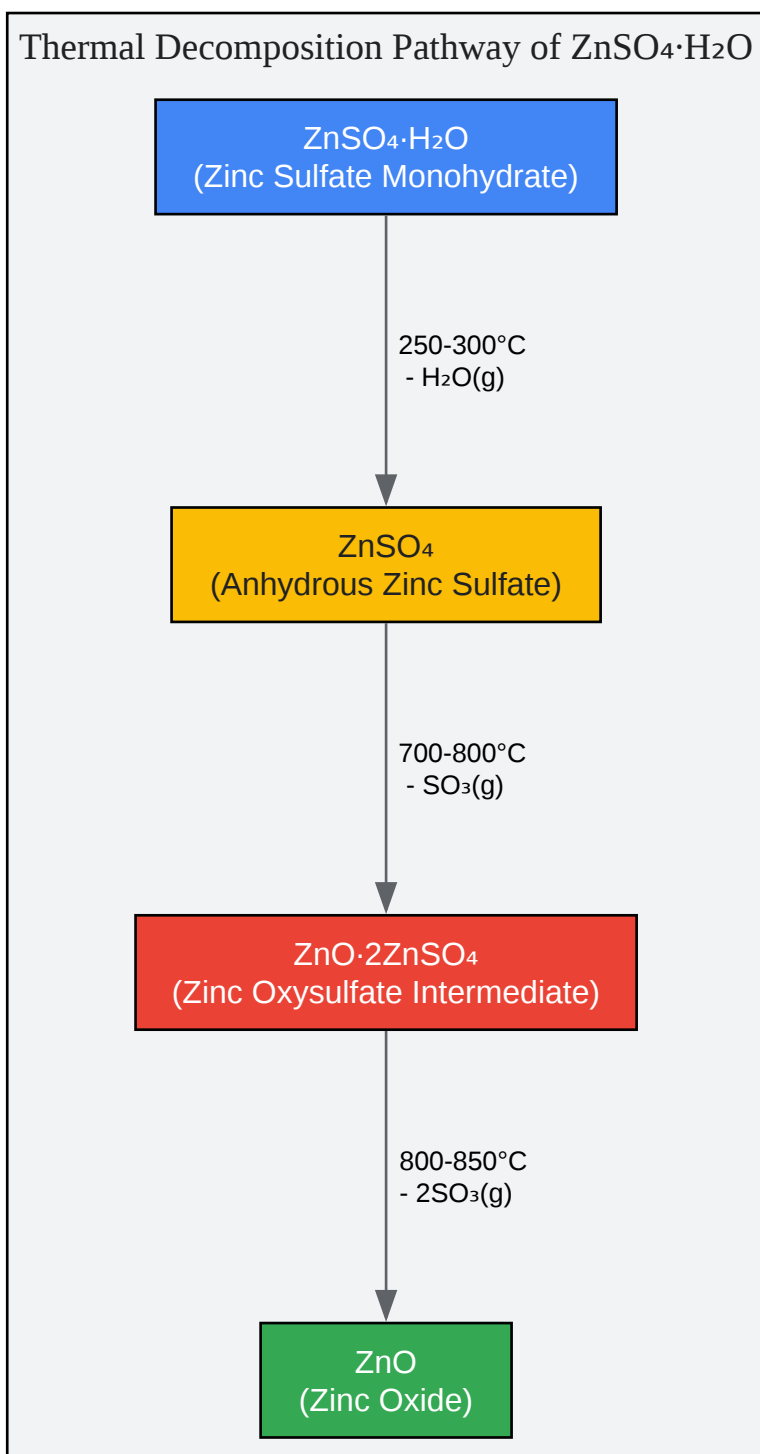 Thermal Decomposition Pathway of ZnSO₄·H₂O
ZnSO₄·H₂O
(Zinc Sulfate Monohydrate)
250-300°C
- H₂O(g)
ZnSO₄
(Anhydrous Zinc Sulfate)
700-800°C
- SO₃(g)
ZnO·2ZnSO₄
(Zinc Oxysulfate Intermediate)
800-850°C
- 2SO₃(g)
ZnO
(Zinc Oxide)